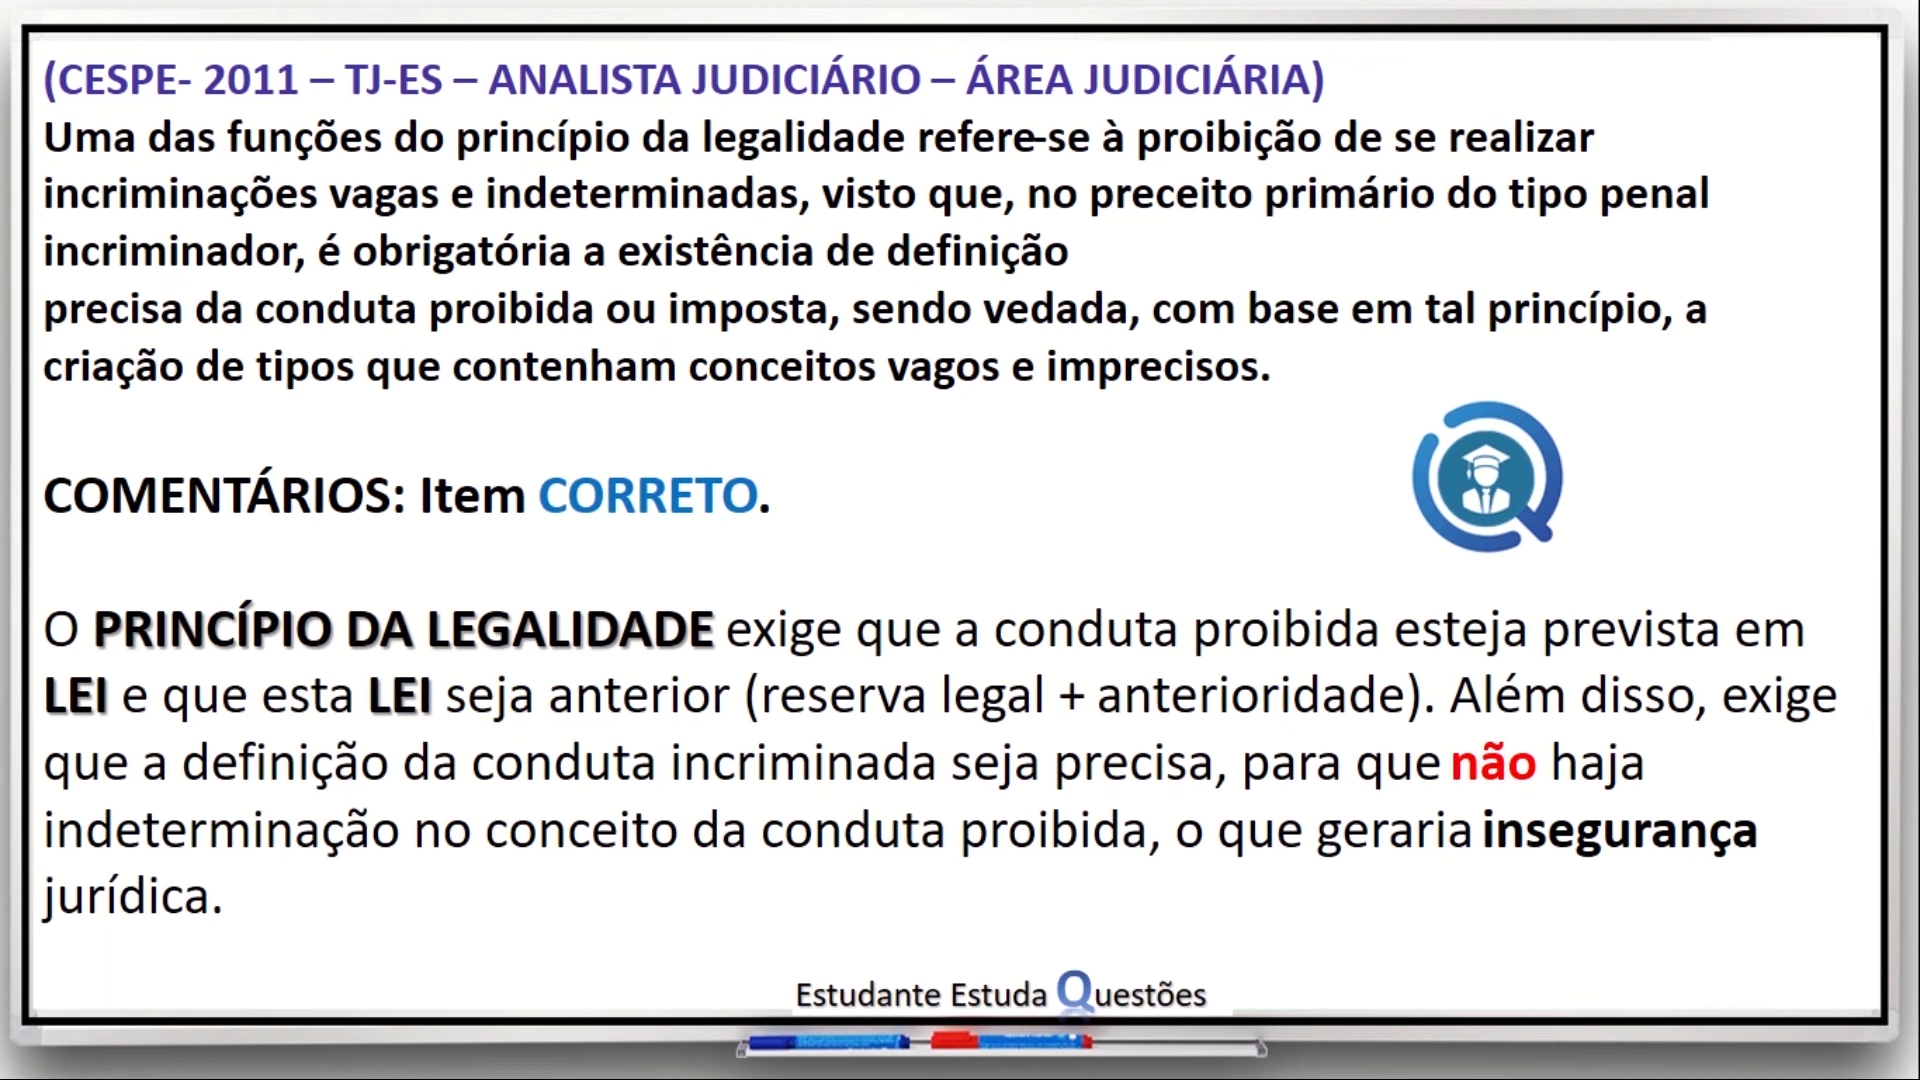 (CESPE- 2011 – TJ-ES – ANALISTA JUDICIÁRIO – ÁREA JUDICIÁRIA)
Uma das funções do princípio da legalidade refere-se à proibição de se realizar
incriminações vagas e indeterminadas, visto que, no preceito primário do tipo penal
incriminador, é obrigatória a existência de definição
precisa da conduta proibida ou imposta, sendo vedada, com base em tal princípio, a
criação de tipos que contenham conceitos vagos e imprecisos.
COMENTÁRIOS: Item CORRETO.
O PRINCÍPIO DA LEGALIDADE exige que a conduta proibida esteja prevista em
LEI e que esta LEI seja anterior (reserva legal + anterioridade). Além disso, exige
que a definição da conduta incriminada seja precisa, para que não haja
indeterminação no conceito da conduta proibida, o que geraria insegurança
jurídica.
Estudante Estuda Questões